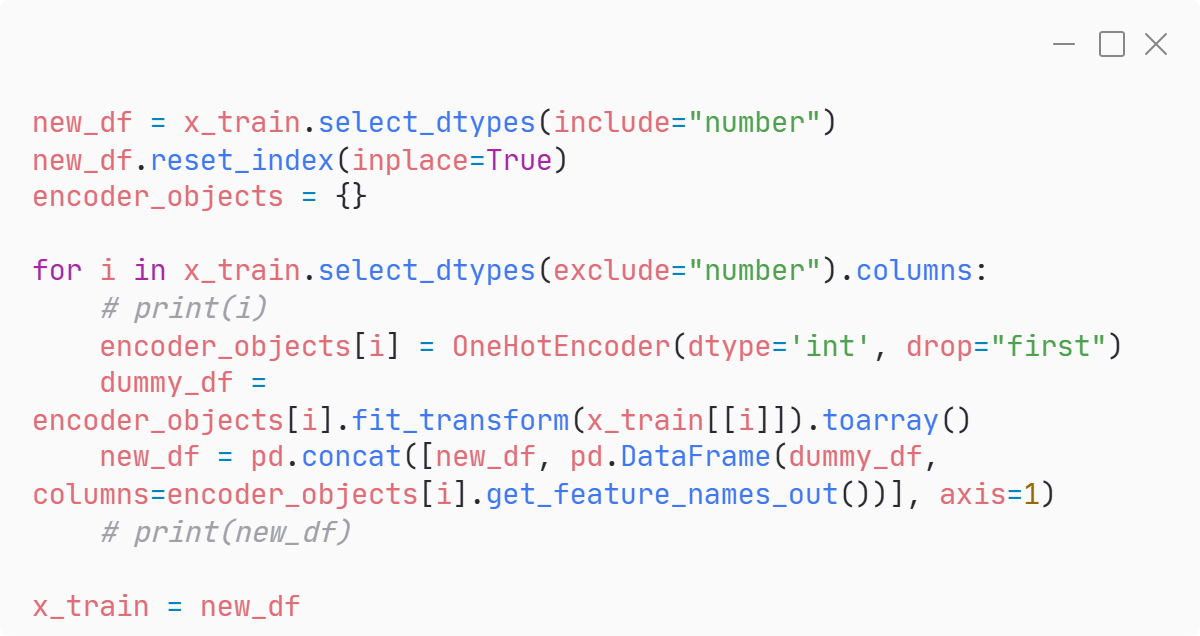 new_df = x_train.select_dtypes(include="number")
new_df.reset_index(inplace=True)
encoder_objects = {}

for i in x_train.select_dtypes(exclude="number").columns:
    # print(i)
    encoder_objects[i] = OneHotEncoder(dtype='int', drop="first")
    dummy_df =
encoder_objects[i].fit_transform(x_train[[i]]).toarray()
    new_df = pd.concat([new_df, pd.DataFrame(dummy_df,
columns=encoder_objects[i].get_feature_names_out())], axis=1)
    # print(new_df)

x_train = new_df